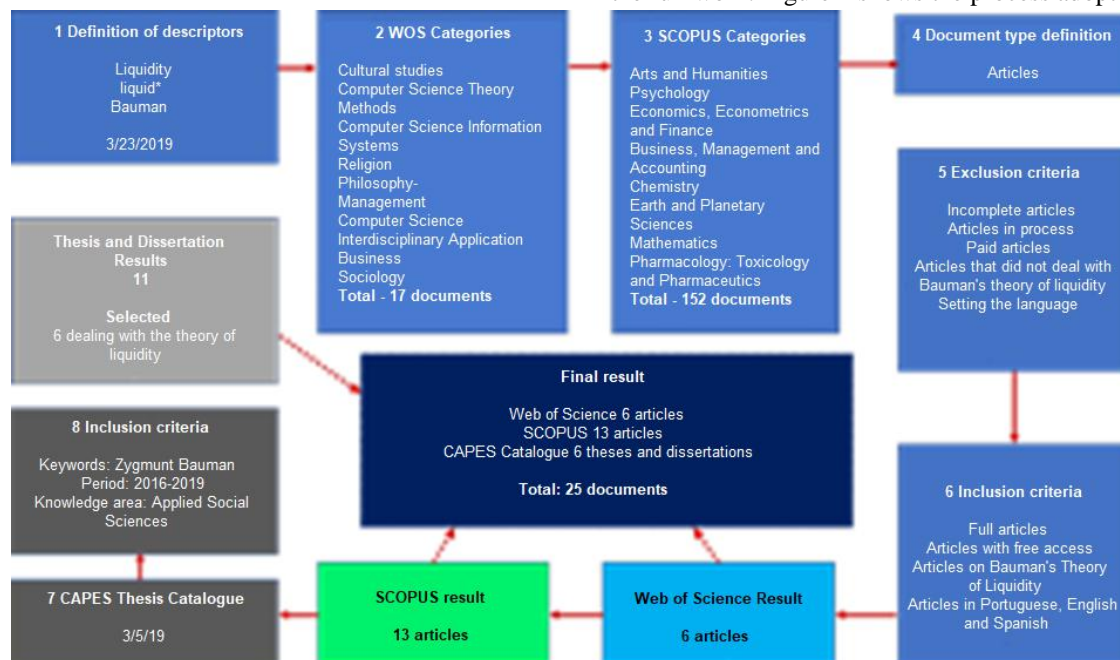 1 Definition of descriptors
Liquidity
liquid*
Bauman
3/23/2019
2 WOS Categories
Cultural studies
Computer Science Theory
Methods
Computer Science Information
Systems
Religion
Philosophy-
Management
Computer Science
Interdisciplinary Application
Business
Sociology
Total - 17 documents
3 SCOPUS Categories
Arts and Humanities
Psychology
Economics, Econometrics
and Finance
Business, Management and
Accounting
Chemistry
Earth and Planetary
Sciences
Mathematics
Pharmacology: Toxicology
and Pharmaceutics
Total - 152 documents
4 Document type definition
Articles
5 Exclusion criteria
Incomplete articles
Articles in process
Paid articles
Articles that did not deal with
Bauman's theory of liquidity
Setting the language
6 Inclusion criteria
Full articles
Articles with free access
Articles on Bauman's Theory
of Liquidity
Articles in Portuguese, English
and Spanish
Web of Science Result
6 articles
SCOPUS result
13 articles
7 CAPES Thesis Catalogue
3/5/19
8 Inclusion criteria
Keywords: Zygmunt Bauman
Period: 2016-2019
Knowledge area: Applied Social
Sciences
Thesis and Dissertation
Results
11
Selected
6 dealing with the theory of
liquidity
Final result
Web of Science 6 articles
SCOPUS 13 articles
CAPES Catalogue 6 theses and dissertations
Total: 25 documents